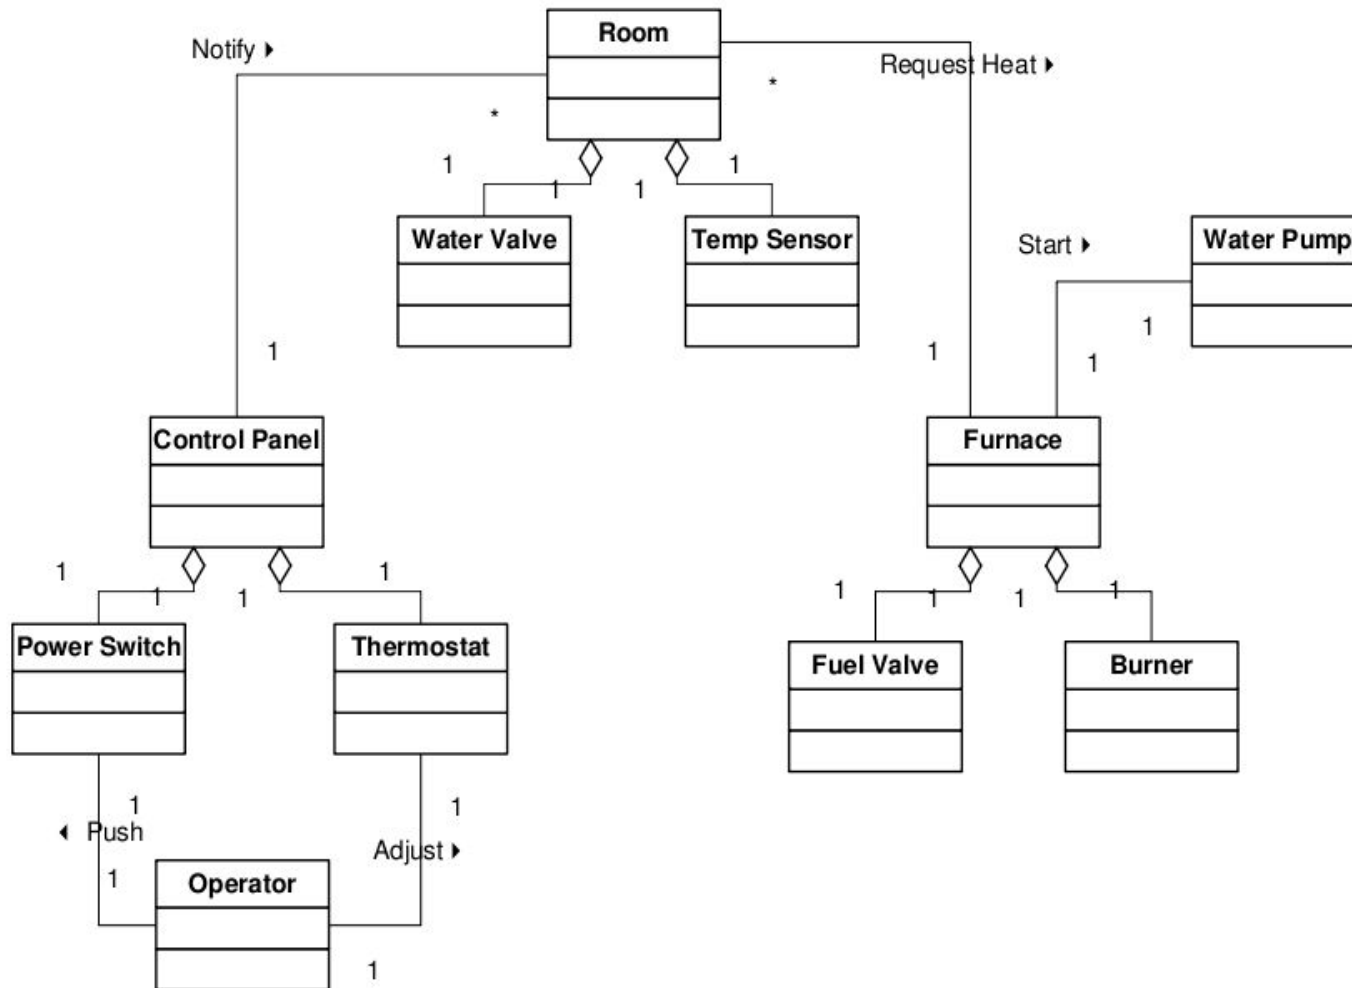 Room
Notify
Request Heat
*
*
1
1
1
1
Water Valve
Temp Sensor
Start
Water Pump
1
1
1
1
Control Panel
Furnace
1
1
1
1
1
1
1
1
Power Switch
Thermostat
Fuel Valve
Burner
1
1
Push
Adjust
1
Operator
1